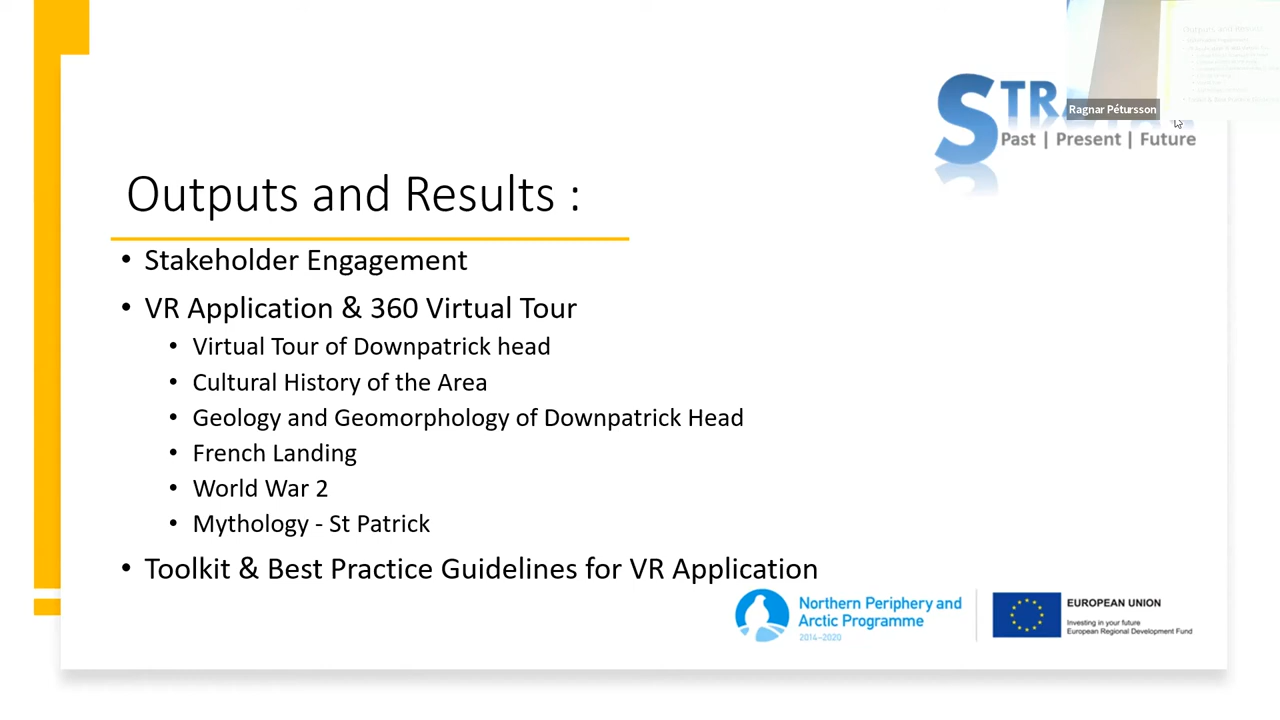 STR
Ragnar Pétursson
Past | Present | Future
Outputs and Results :
• Stakeholder Engagement
• VR Application & 360 Virtual Tour
• Virtual Tour of Downpatrick head
• Cultural History of the Area
• Geology and Geomorphology of Downpatrick Head
• French Landing
• World War 2
• Mythology - St Patrick
• Toolkit & Best Practice Guidelines for VR Application
Northern Periphery and
Arctic Programme
2014–2020
EUROPEAN UNION
Investing in your future
European Regional Development Fund